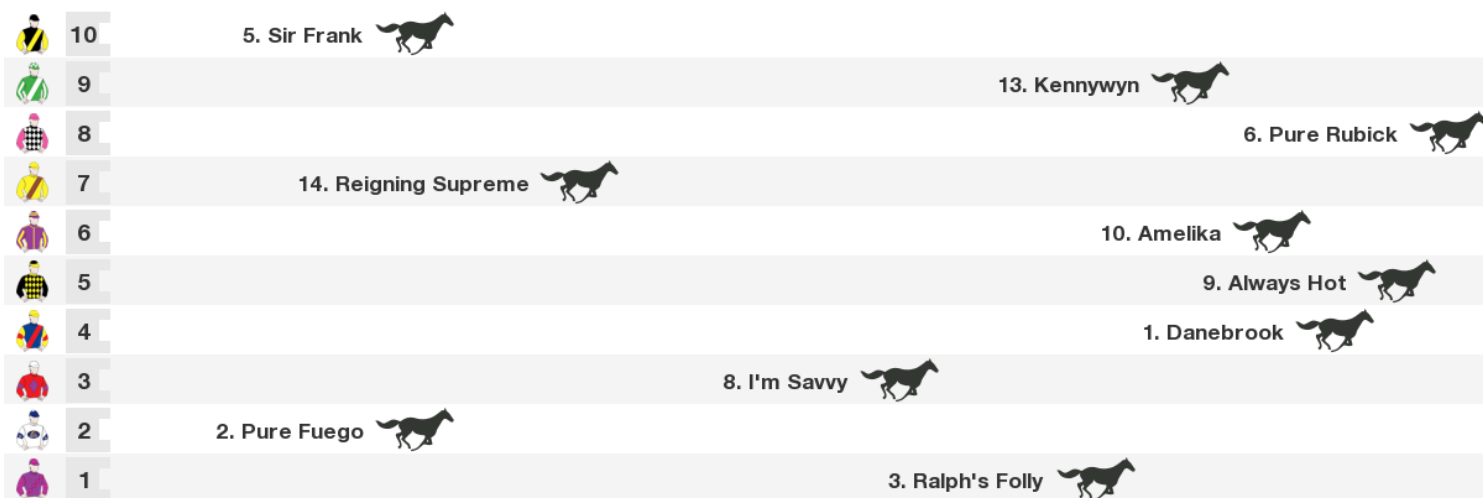 10 5. Sir Frank
9 13. Kennywyn
8 6. Pure Rubick
7 14. Reigning Supreme
6 10. Amelika
5 9. Always Hot
4 1. Danebrook
3 8. I'm Savvy
2 2. Pure Fuego
1 3. Ralph's Folly